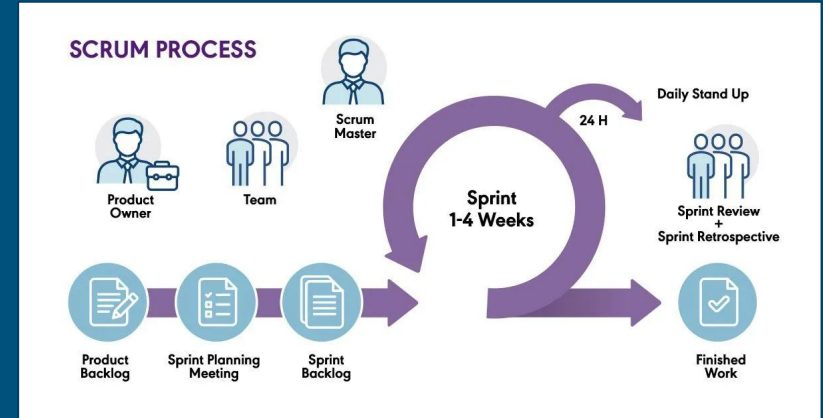 SCRUM PROCESS
Scrum
Master
Product
Owner
Team
Daily Stand Up
24 H
Sprint
1-4 Weeks
Sprint Review
+
Sprint Retrospective
Product
Backlog
Sprint Planning
Meeting
Sprint
Backlog
Finished
Work